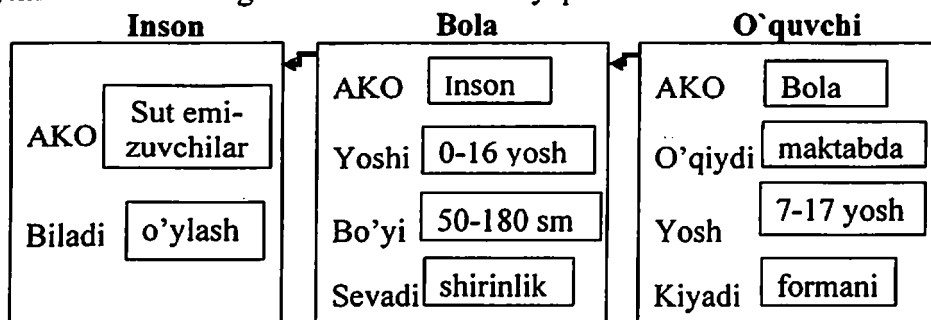 Inson
AKO
Sut emi-
zuvchilar
Biladi
o'ylash
Bola
AKO
Inson
Yoshi
0-16 yosh
Bo'yi
50-180 sm
Sevadi
shirinlik
O`quvchi
AKO
Bola
O'qiydi
maktabda
Yosh
7-17 yosh
Kiyadi
formani